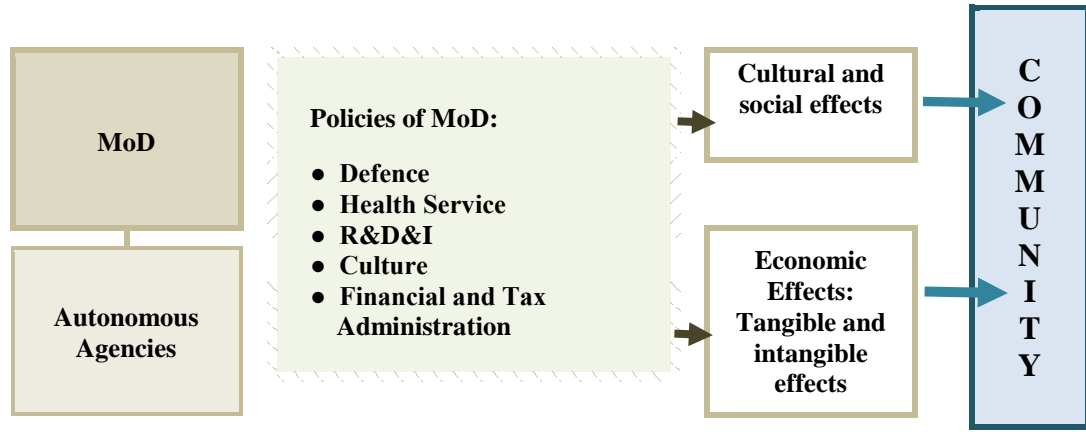 MoD
Autonomous
Agencies
Policies of MoD:
● Defence
● Health Service
● R&D&I
● Culture
● Financial and Tax
Administration
Cultural and
social effects
Economic
Effects:
Tangible and
intangible
effects
C
O
M
M
U
N
I
T
Y